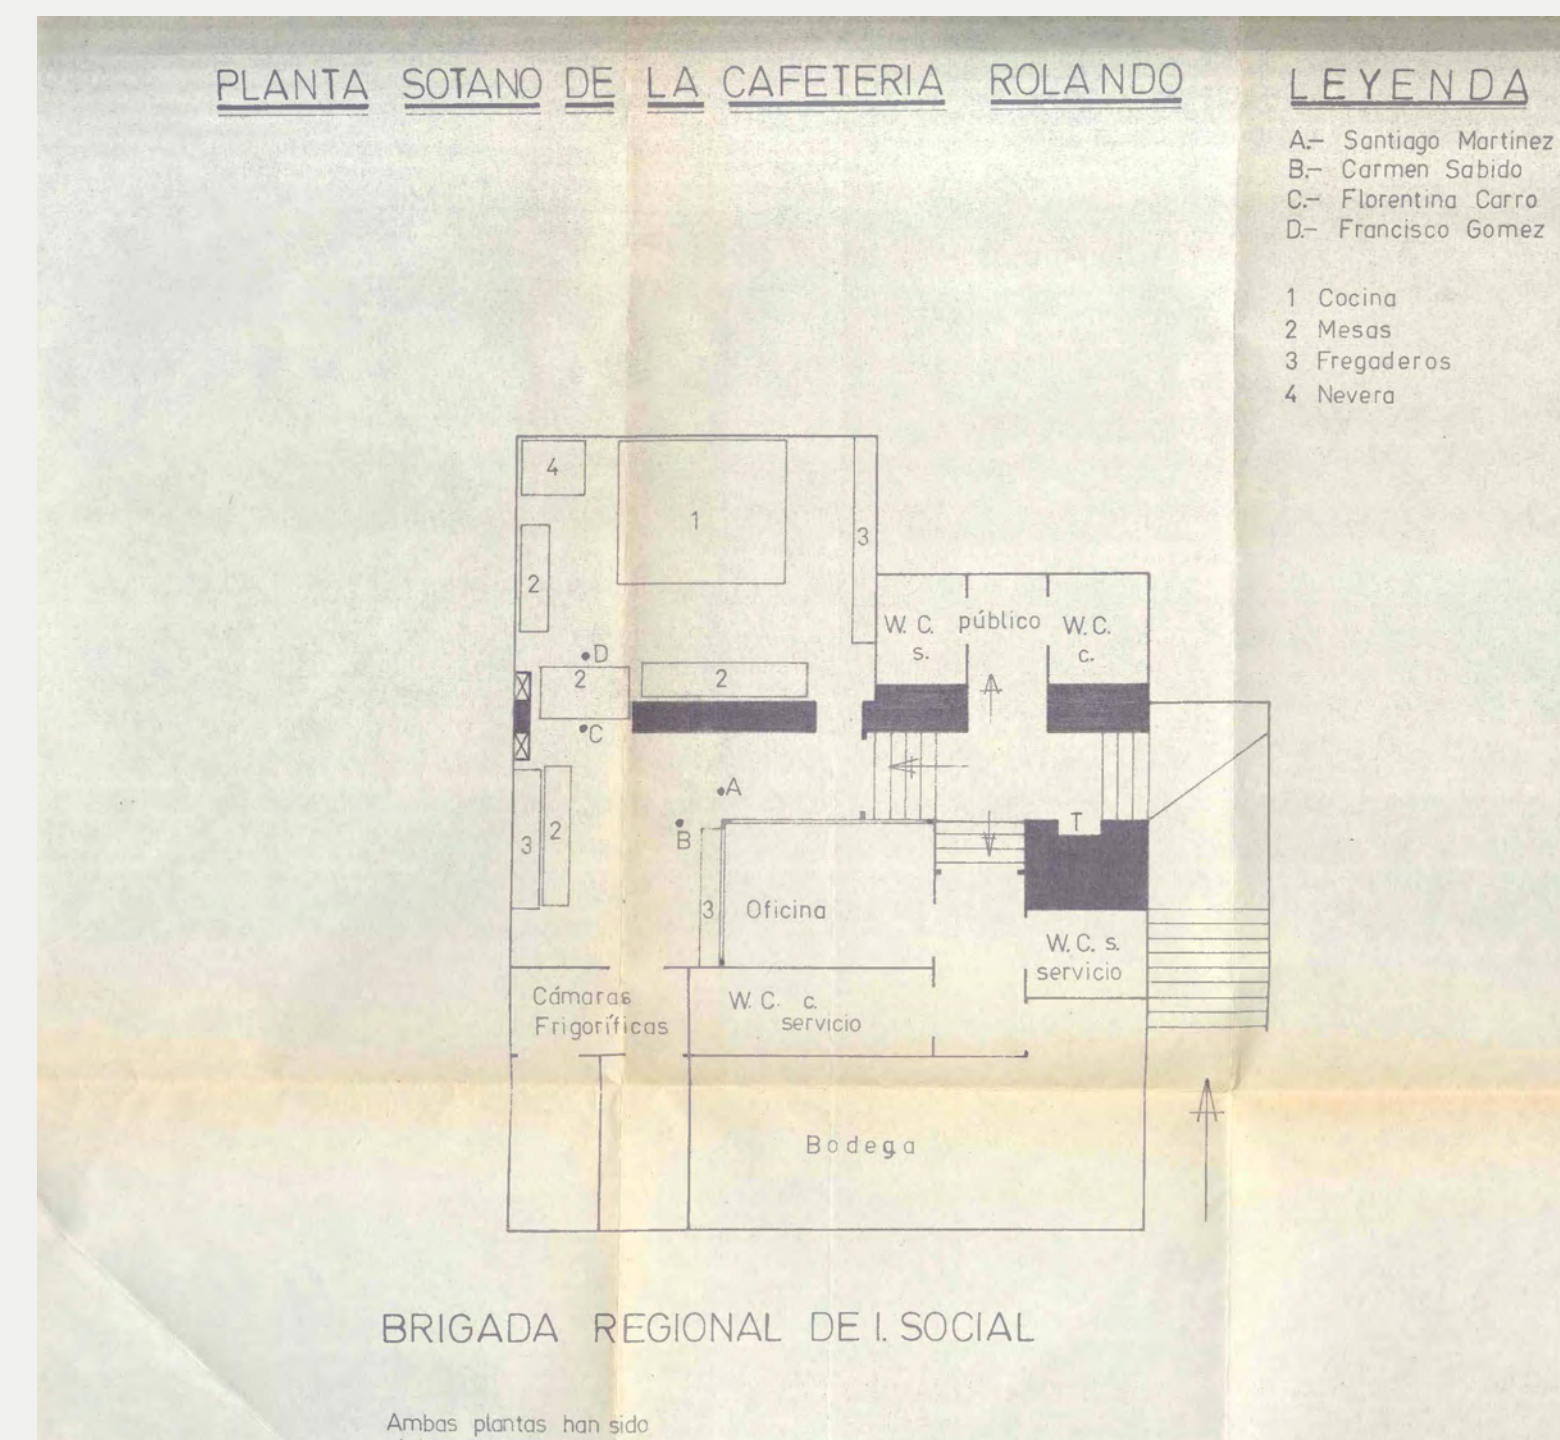 PLANTA SOTANO DE LA CAFETERIA ROLANDO
LEYENDA
A.- Santiago Martinez
B.- Carmen Sabido
C.- Florentina Carro
D.- Francisco Gomez
1 Cocina
2 Mesas
3 Fregaderos
4 Nevera
4
1
3
2
W. C. s.
público
W.C. c.
D
2
2
C
A
B
T
3
2
3
Oficina
W.C. s.
servicio
Cámaras
Frigoríficas
W.C. c.
servicio
Bodega
BRIGADA REGIONAL DE I. SOCIAL
Ambas plantas han sido